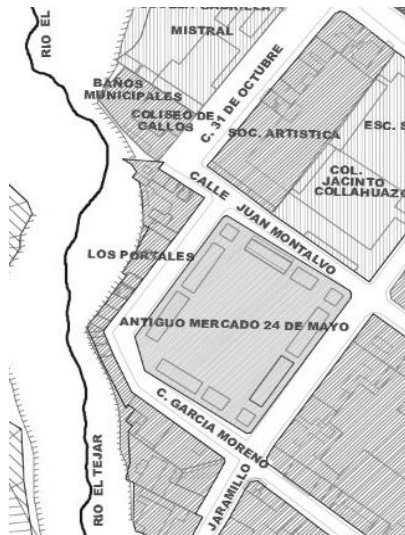 RIO EL
MISTRAL
BAÑOS
MUNICIPALES
COLISEO DE
GALLOS
C. 31 DE OCTUBRE
SOC. ARTISTICA
ESC. S
COL.
JACINTO
COLLAHUAZO
CALLE JUAN MONTALVO
LOS PORTALES
ANTIGUO MERCADO 24 DE MAYO
C. GARCIA MORENO
RIO EL TEJAR
JARAMILLO